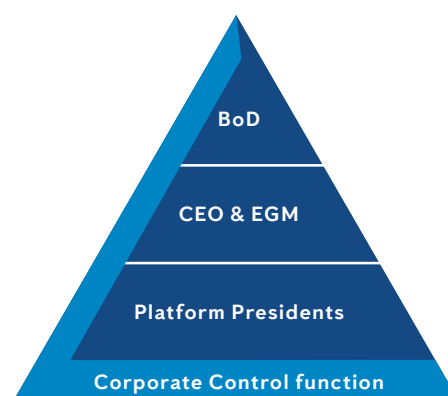 BoD
CEO & EGM
Platform Presidents
Corporate Control function